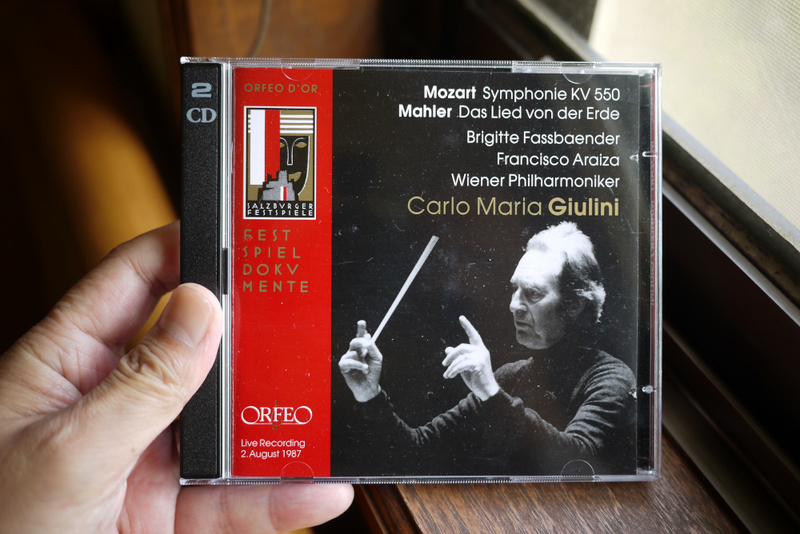 2
CD
ORFEO D'OR
SALZBVRGER
FESTSPIELE
FEST
SPIEL
DOKV
MENTE
ORFEO
Live Recording
2. August 1987
Mozart Symphonie KV 550
Mahler Das Lied von der Erde
Brigitte Fassbaender
Francisco Araiza
Wiener Philharmoniker
Carlo Maria Giulini